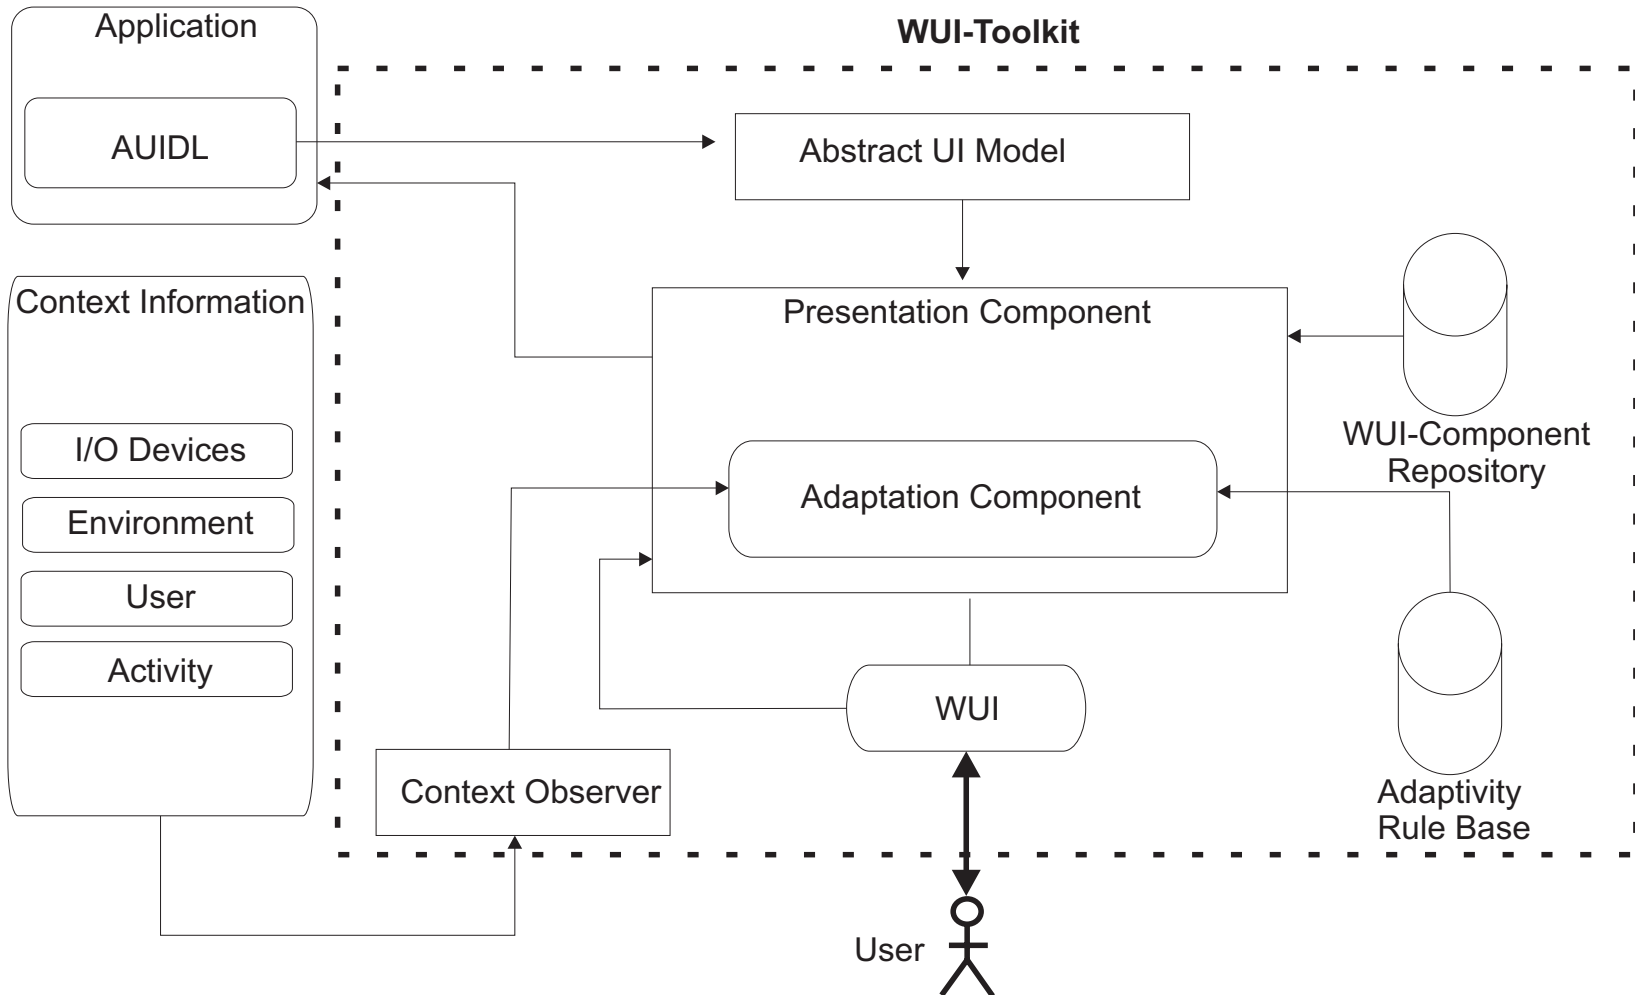 Application
WUI-Toolkit
AUIDL
Abstract UI Model
Context Information
Presentation Component
I/O Devices
Environment
User
Activity
WUI-Component
Repository
Adaptation Component
WUI
Context Observer
Adaptivity
Rule Base
User